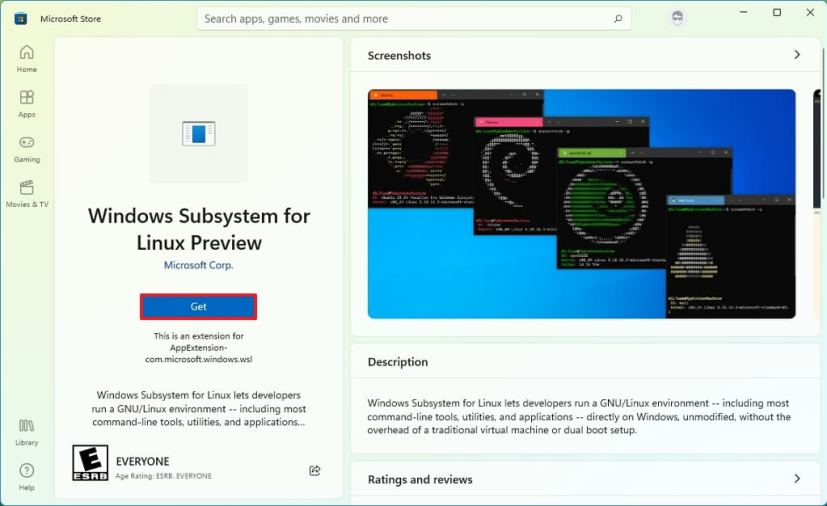 Microsoft Store
Search apps, games, movies and more
Home
Apps
Gaming
Movies & TV
Library
Help
Windows Subsystem for
Linux Preview
Microsoft Corp.
Get
This is an extension for
AppExtension-
com.microsoft.windows.wsl
Windows Subsystem for Linux lets developers
run a GNU/Linux environment -- including most
command-line tools, utilities, and applications...
E
ESRB
EVERYONE
Age Rating: ESRB. EVERYONE
Screenshots
Description
Windows Subsystem for Linux lets developers run a GNU/Linux environment -- including most
command-line tools, utilities, and applications -- directly on Windows, unmodified, without the
overhead of a traditional virtual machine or dual boot setup.
Ratings and reviews